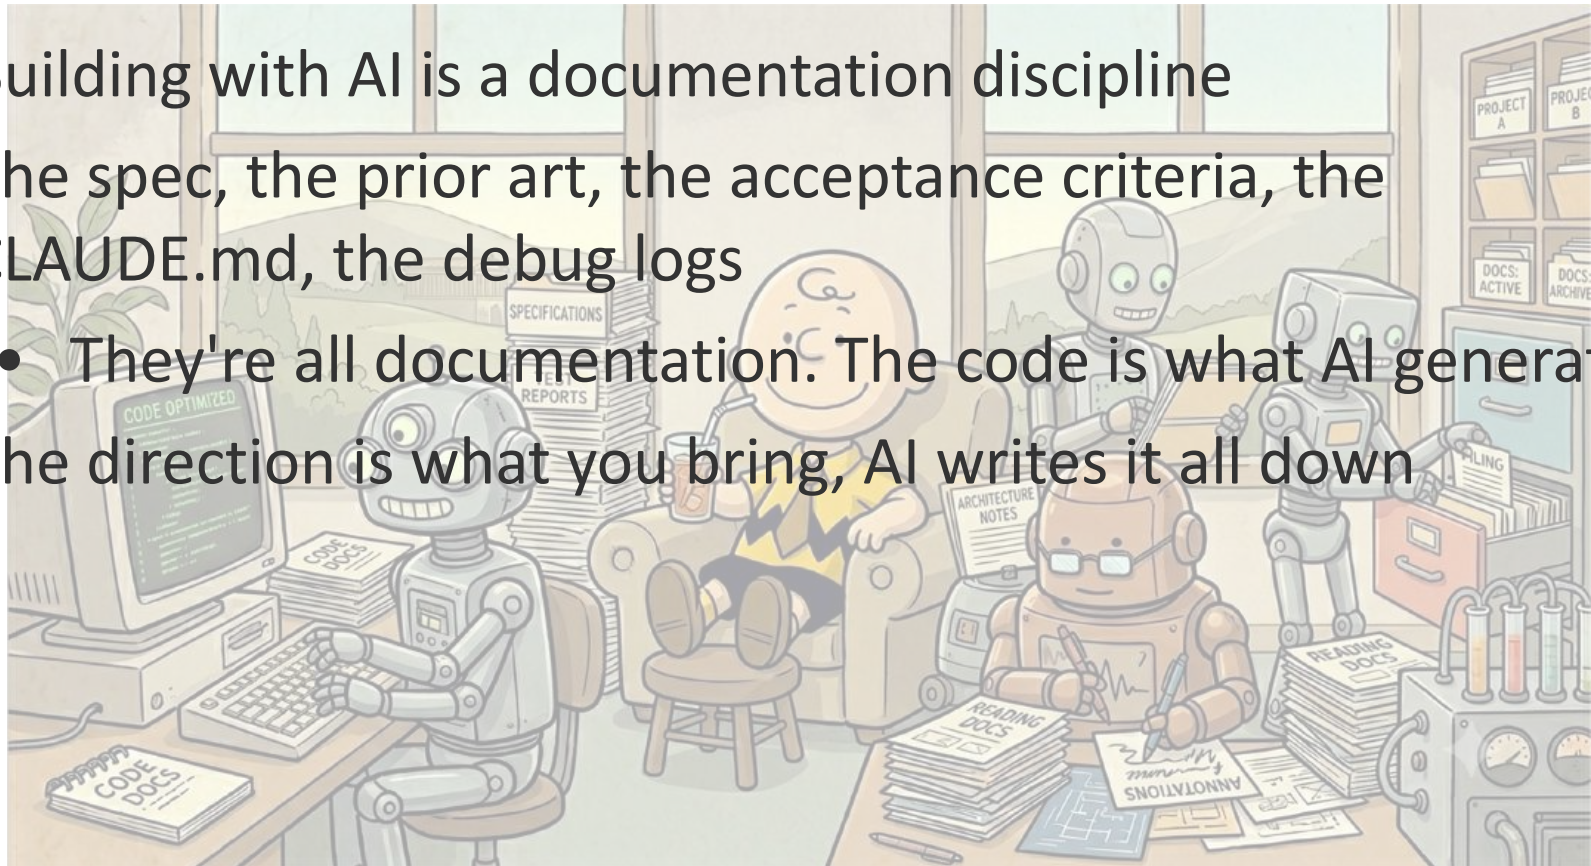 uilding with AI is a documentation discipline
he spec, the prior art, the acceptance criteria, the
LAUDE.md, the debug logs
• They're all documentation. The code is what AI genera
he direction is what you bring, AI writes it all down
PROJECT
A
PROJEC
B
DOCS:
ACTIVE
DOCS:
ARCHIVE
SPECIFICATIONS
TEST
REPORTS
CODE OPTIMIZED
FILING
ARCHITECTURE
NOTES
CODE
DOCS
READING
DOCS
READING
DOCS
CODE
DOCS
ANNOTATIONS